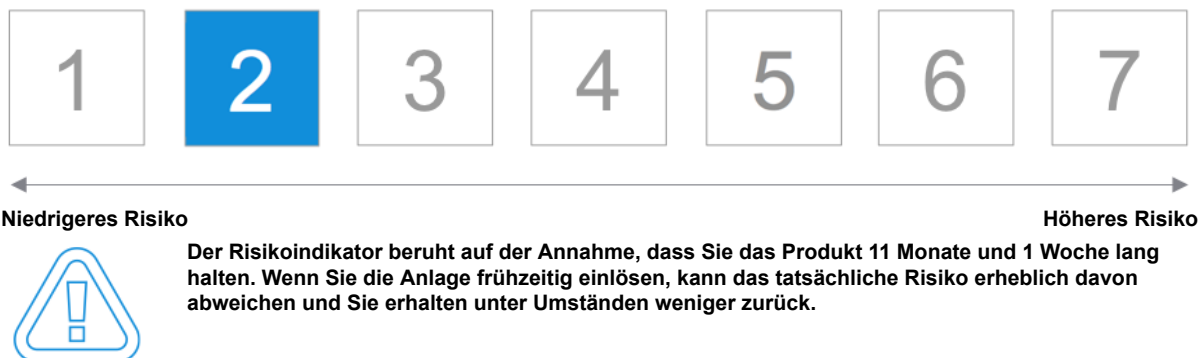 1 2 3 4 5 6 7
Niedrigeres Risiko Höheres Risiko
Der Risikoindikator beruht auf der Annahme, dass Sie das Produkt 11 Monate und 1 Woche lang
halten. Wenn Sie die Anlage frühzeitig einlösen, kann das tatsächliche Risiko erheblich davon
abweichen und Sie erhalten unter Umständen weniger zurück.